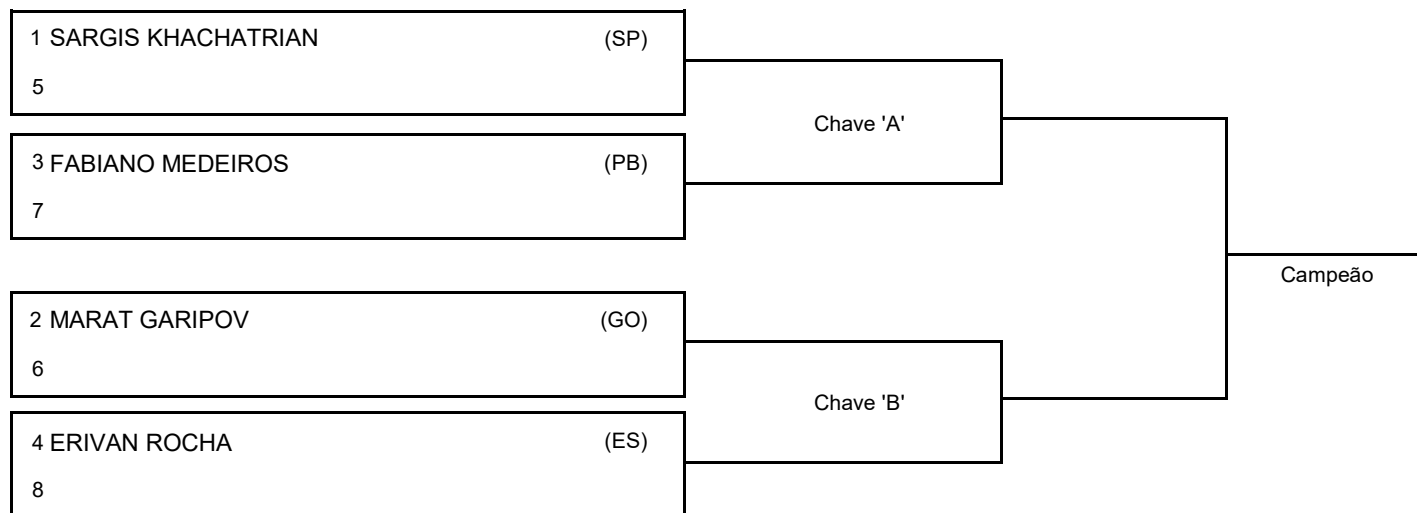 1 SARGIS KHACHATRIAN (SP)
5
Chave 'A'
3 FABIANO MEDEIROS (PB)
7
Campeão
2 MARAT GARIPOV (GO)
6
Chave 'B'
4 ERIVAN ROCHA (ES)
8